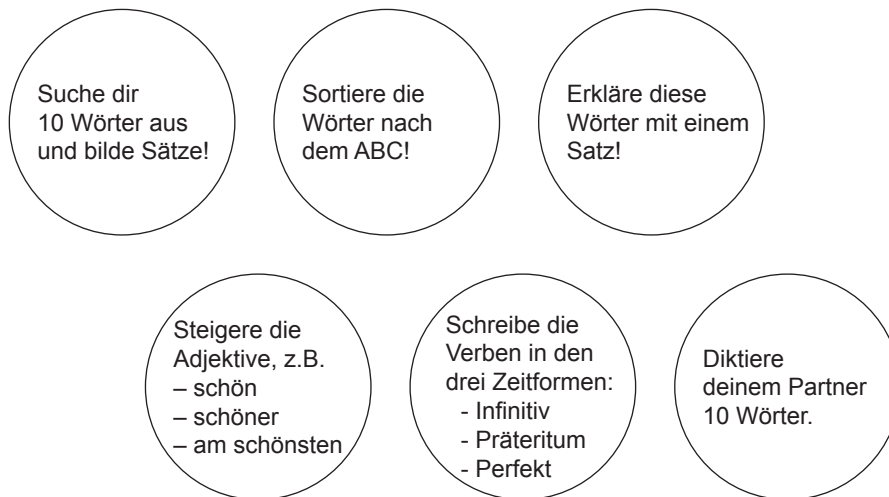 Suche dir
10 Wörter aus
und bilde Sätze!
Sortiere die
Wörter nach
dem ABC!
Erkläre diese
Wörter mit einem
Satz!
Steigere die
Adjektive, z.B.
– schön
– schöner
– am schönsten
Schreibe die
Verben in den
drei Zeitformen:
- Infinitiv
- Präteritum
- Perfekt
Diktiere
deinem Partner
10 Wörter.